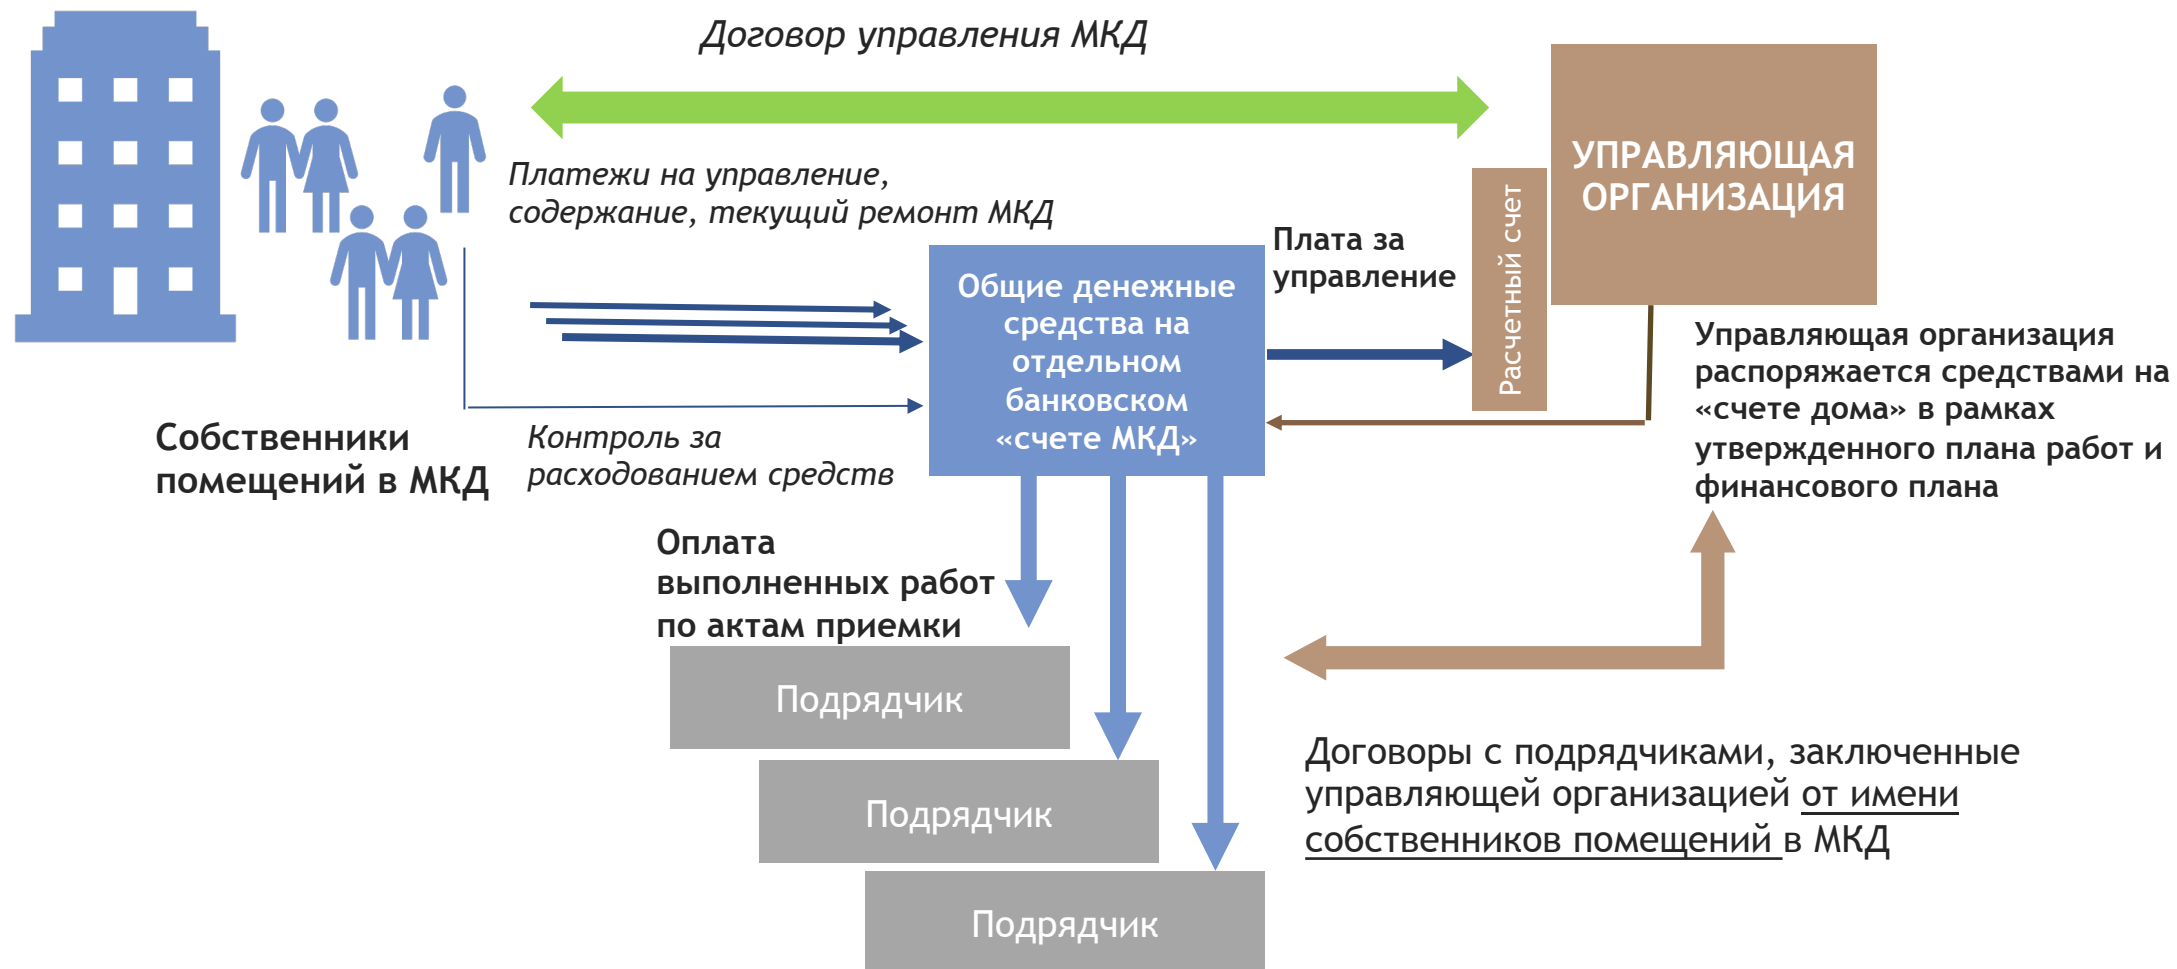 Договор управления МКД
УПРАВЛЯЮЩАЯ
ОРГАНИЗАЦИЯ
Платежи на управление,
содержание, текущий ремонт МКД
Расчетный счет
Плата за
управление
Общие денежные
средства на
отдельном
банковском
«счете МКД»
Управляющая организация
распоряжается средствами на
«счете дома» в рамках
утвержденного плана работ и
финансового плана
Собственники
помещений в МКД
Контроль за
расходованием средств
Оплата
выполненных работ
по актам приемки
Подрядчик
Подрядчик
Подрядчик
Договоры с подрядчиками, заключенные
управляющей организацией от имени
собственников помещений в МКД